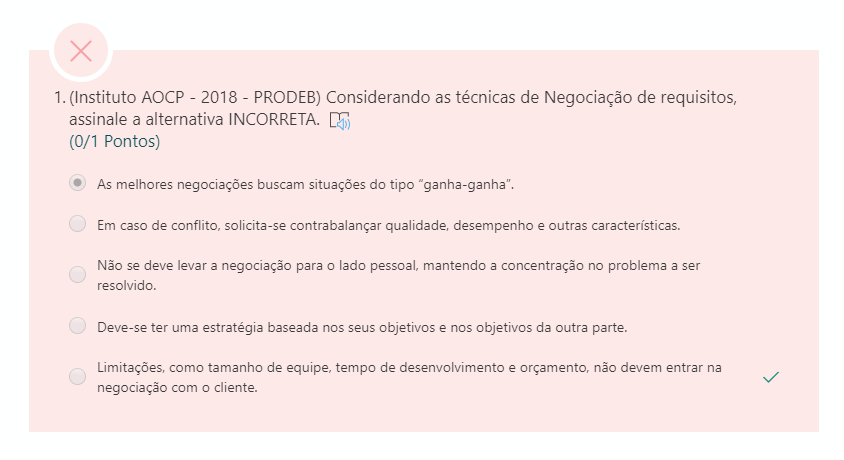 1. (Instituto AOCP - 2018 - PRODEB) Considerando as técnicas de Negociação de requisitos,
assinale a alternativa INCORRETA.
(0/1 Pontos)
As melhores negociações buscam situações do tipo “ganha-ganha”.
Em caso de conflito, solicita-se contrabalançar qualidade, desempenho e outras características.
Não se deve levar a negociação para o lado pessoal, mantendo a concentração no problema a ser
resolvido.
Deve-se ter uma estratégia baseada nos seus objetivos e nos objetivos da outra parte.
Limitações, como tamanho de equipe, tempo de desenvolvimento e orçamento, não devem entrar na
negociação com o cliente.